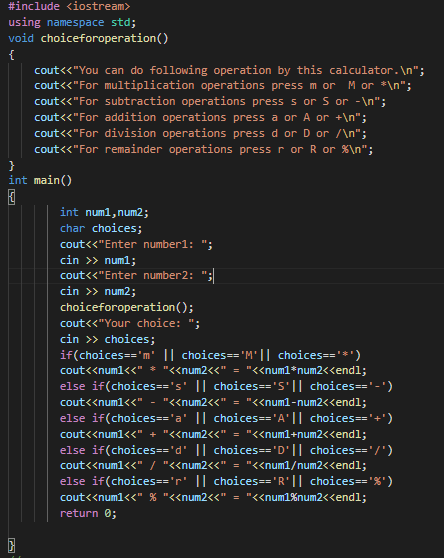 #include <iostream>
using namespace std;
void choiceforoperation()
{
    cout<<"You can do following operation by this calculator.\n";
    cout<<"For multiplication operations press m or  M or *\n";
    cout<<"For subtraction operations press s or S or -\n";
    cout<<"For addition operations press a or A or +\n";
    cout<<"For division operations press d or D or /\n";
    cout<<"For remainder operations press r or R or %\n";
}
int main()
{
        int num1,num2;
        char choices;
        cout<<"Enter number1: ";
        cin >> num1;
        cout<<"Enter number2: ";
        cin >> num2;
        choiceforoperation();
        cout<<"Your choice: ";
        cin >> choices;
        if(choices=='m' || choices=='M'|| choices=='*')
        cout<<num1<<" * "<<num2<<" = "<<num1*num2<<endl;
        else if(choices=='s' || choices=='S'|| choices=='-')
        cout<<num1<<" - "<<num2<<" = "<<num1-num2<<endl;
        else if(choices=='a' || choices=='A'|| choices=='+')
        cout<<num1<<" + "<<num2<<" = "<<num1+num2<<endl;
        else if(choices=='d' || choices=='D'|| choices=='/')
        cout<<num1<<" / "<<num2<<" = "<<num1/num2<<endl;
        else if(choices=='r' || choices=='R'|| choices=='%')
        cout<<num1<<" % "<<num2<<" = "<<num1%num2<<endl;
        return 0;
}